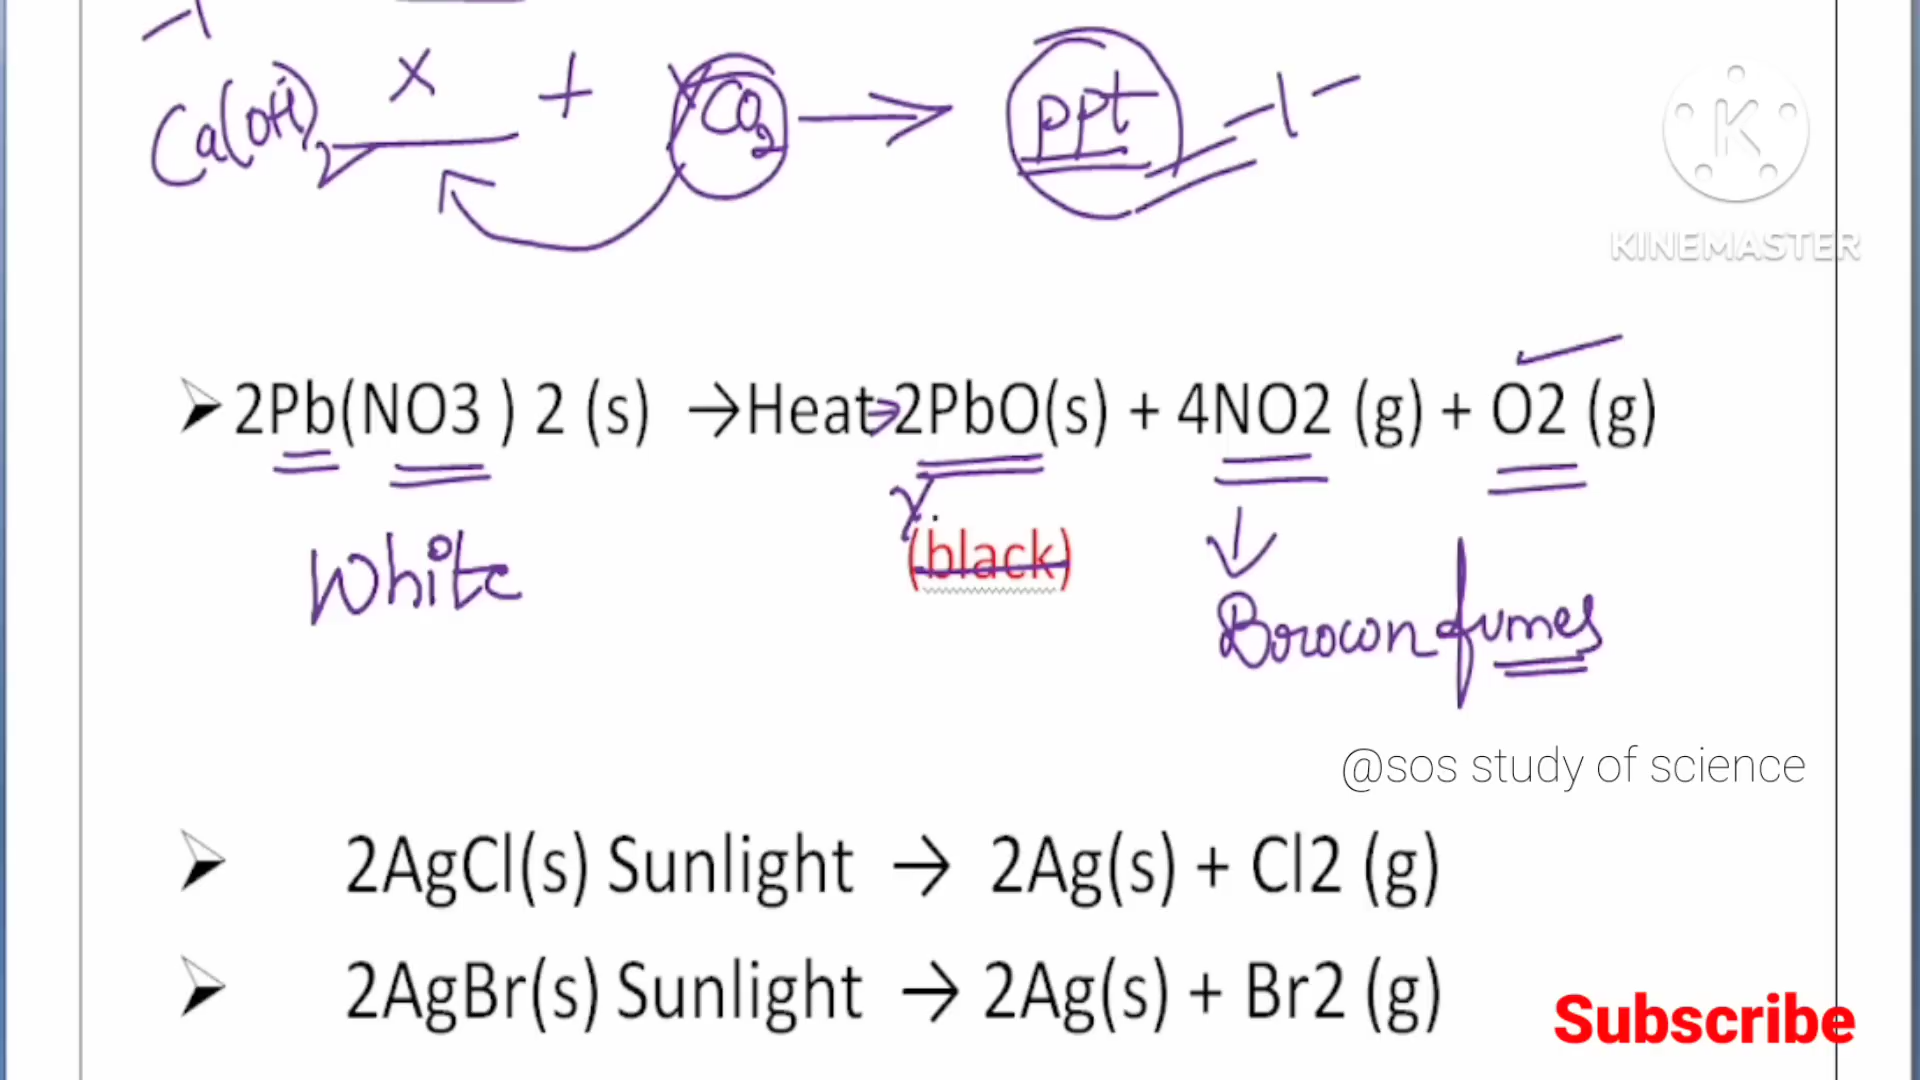 Ca(OH)2 + CO2 → ppt
KINEMASTER
➢2Pb(NO3 ) 2 (s) →Heat→2PbO(s) + 4NO2 (g) + O2 (g)
White (black) Brown fumes
@sos study of science
➢ 2AgCl(s) Sunlight → 2Ag(s) + Cl2 (g)
➢ 2AgBr(s) Sunlight → 2Ag(s) + Br2 (g)
Subscribe